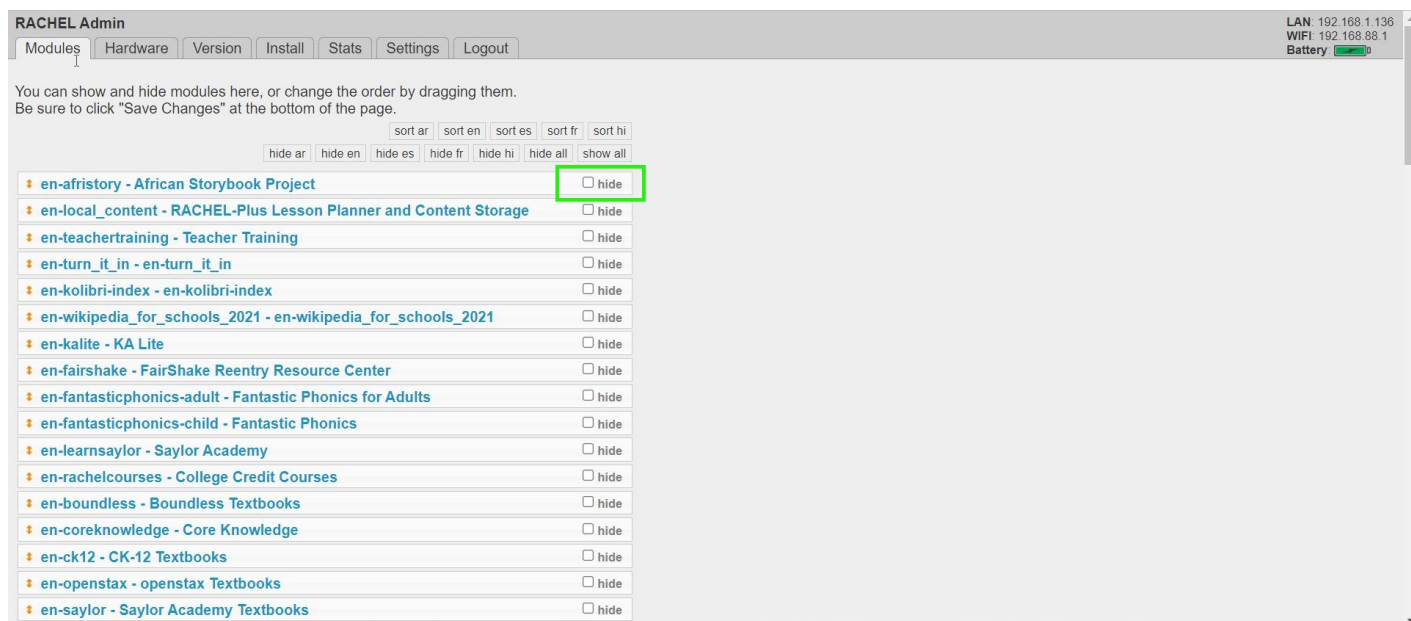 RACHEL Admin
LAN: 192.168.1.136
WIFI: 192.168.88.1
Battery:
Modules Hardware Version Install Stats Settings Logout
You can show and hide modules here, or change the order by dragging them.
Be sure to click "Save Changes" at the bottom of the page.
sort ar sort en sort es sort fr sort hi
hide ar hide en hide es hide fr hide hi hide all show all
en-afristory - African Storybook Project hide
en-local_content - RACHEL-Plus Lesson Planner and Content Storage hide
en-teachertraining - Teacher Training hide
en-turn_it_in - en-turn_it_in hide
en-kolibri-index - en-kolibri-index hide
en-wikipedia_for_schools_2021 - en-wikipedia_for_schools_2021 hide
en-kalite - KA Lite hide
en-fairshake - FairShake Reentry Resource Center hide
en-fantasticphonics-adult - Fantastic Phonics for Adults hide
en-fantasticphonics-child - Fantastic Phonics hide
en-learnsaylor - Saylor Academy hide
en-rachelcourses - College Credit Courses hide
en-boundless - Boundless Textbooks hide
en-coreknowledge - Core Knowledge hide
en-ck12 - CK-12 Textbooks hide
en-openstax - openstax Textbooks hide
en-saylor - Saylor Academy Textbooks hide